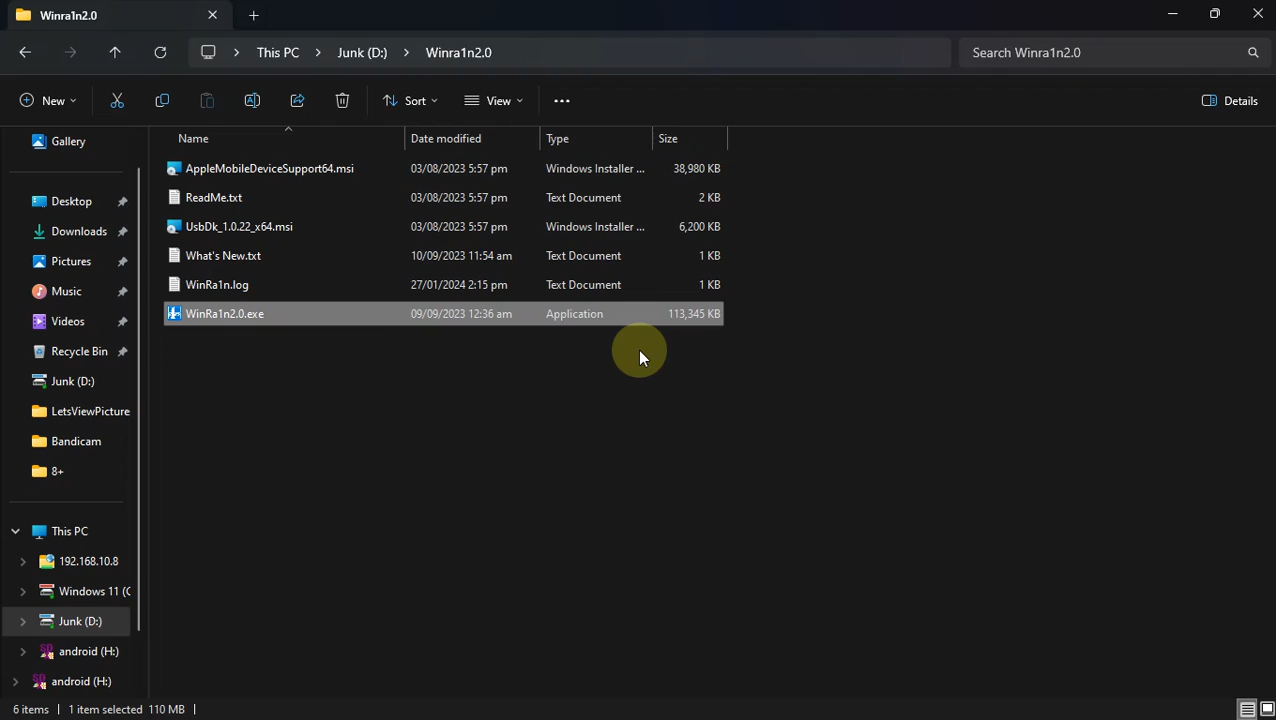 Winra1n2.0
This PC > Junk (D:) > Winra1n2.0
Search Winra1n2.0
New
Sort
View
Details
Gallery
Desktop
Downloads
Pictures
Music
Videos
Recycle Bin
Junk (D:)
LetsViewPicture
Bandicam
8+
This PC
192.168.10.8
Windows 11 (C
Junk (D:)
android (H:)
android (H:)
Name Date modified Type Size
AppleMobileDeviceSupport64.msi 03/08/2023 5:57 pm Windows Installer ... 38,980 KB
ReadMe.txt 03/08/2023 5:57 pm Text Document 2 KB
UsbDk_1.0.22_x64.msi 03/08/2023 5:57 pm Windows Installer ... 6,200 KB
What's New.txt 10/09/2023 11:54 am Text Document 1 KB
WinRa1n.log 27/01/2024 2:15 pm Text Document 1 KB
WinRa1n2.0.exe 09/09/2023 12:36 am Application 113,345 KB
6 items 1 item selected 110 MB